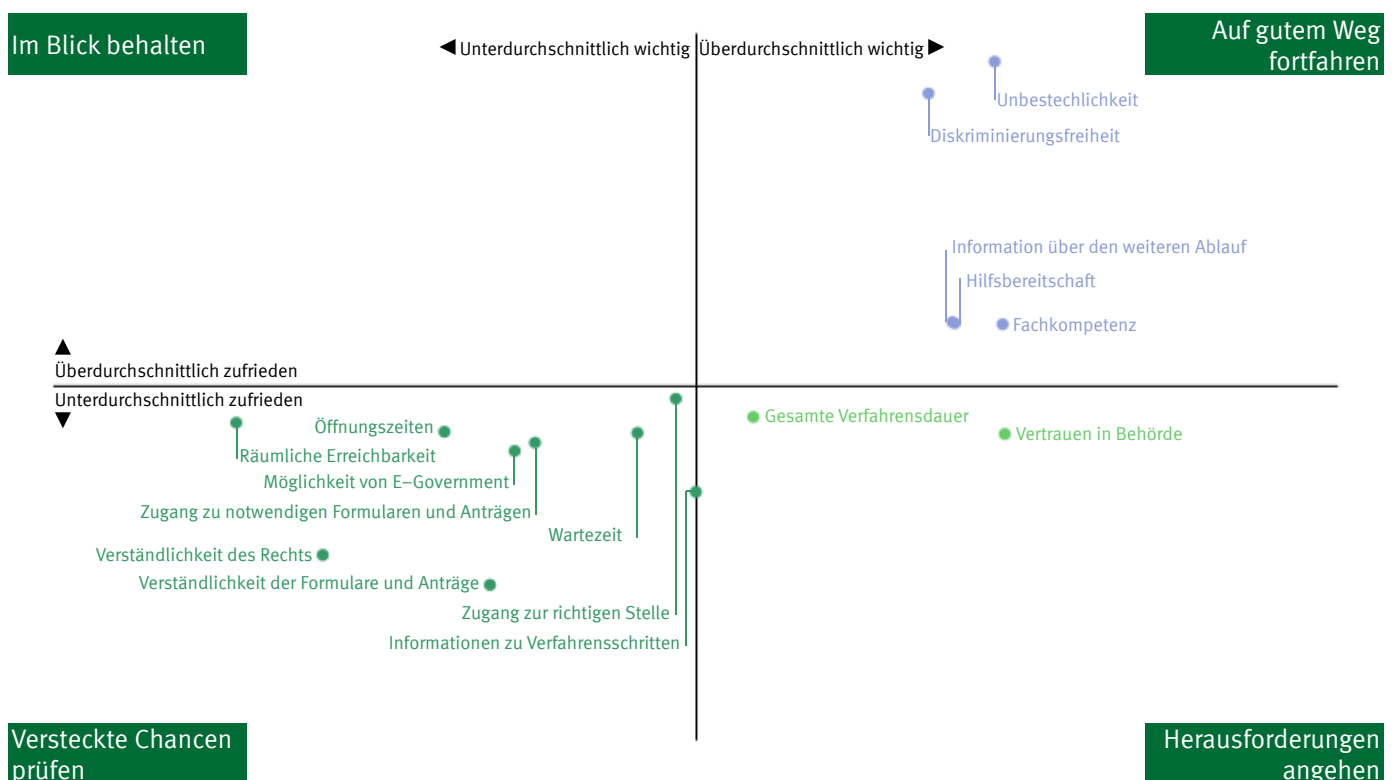 Im Blick behalten
◀ Unterdurchschnittlich wichtig
Überdurchschnittlich wichtig ▶
Auf gutem Weg
fortfahren
Unbestechlichkeit
Diskriminierungsfreiheit
Information über den weiteren Ablauf
Hilfsbereitschaft
Fachkompetenz
▲
Überdurchschnittlich zufrieden
Unterdurchschnittlich zufrieden
▼
Öffnungszeiten
Gesamte Verfahrensdauer
Vertrauen in Behörde
Räumliche Erreichbarkeit
Möglichkeit von E–Government
Zugang zu notwendigen Formularen und Anträgen
Wartezeit
Verständlichkeit des Rechts
Verständlichkeit der Formulare und Anträge
Zugang zur richtigen Stelle
Informationen zu Verfahrensschritten
Versteckte Chancen
prüfen
Herausforderungen
angehen